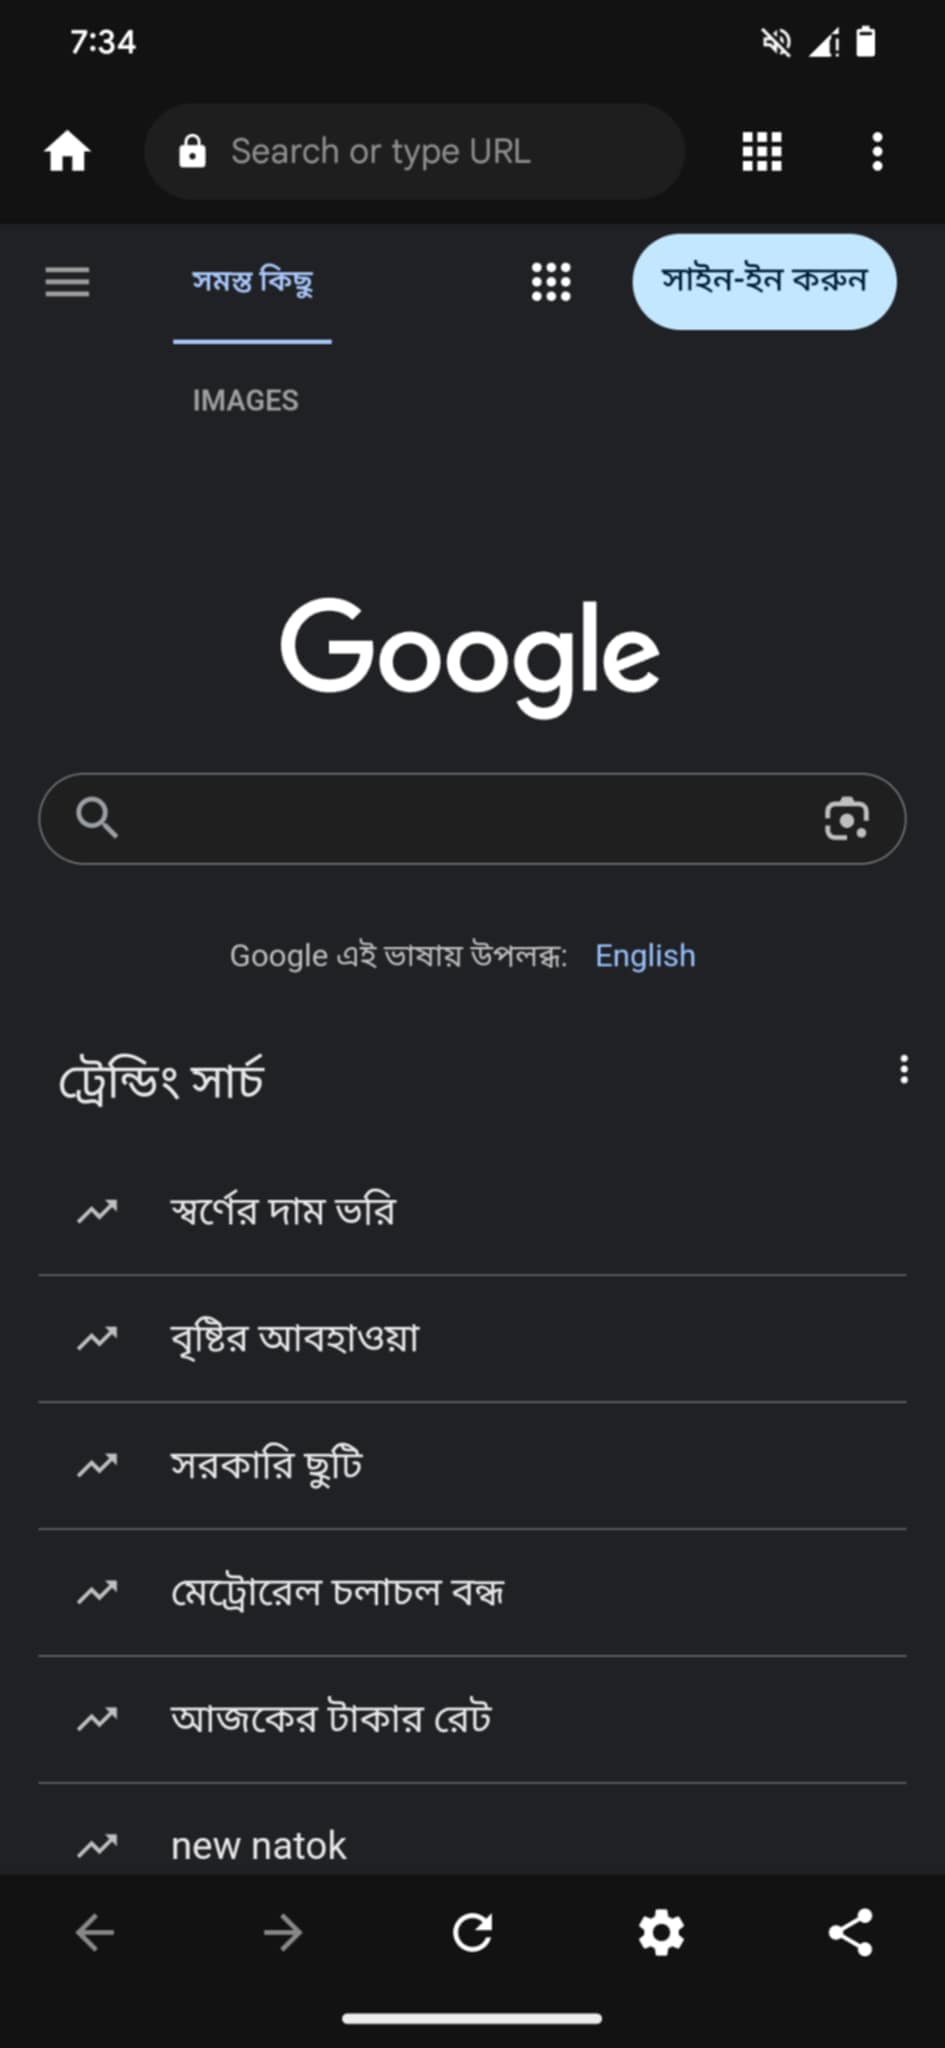 7:34
Search or type URL
সমস্ত কিছু
সাইন-ইন করুন
IMAGES
Google
Google এই ভাষায় উপলব্ধ: English
ট্রেন্ডিং সার্চ
স্বর্ণের দাম ভরি
বৃষ্টির আবহাওয়া
সরকারি ছুটি
মেট্রোরেল চলাচল বন্ধ
আজকের টাকার রেট
new natok